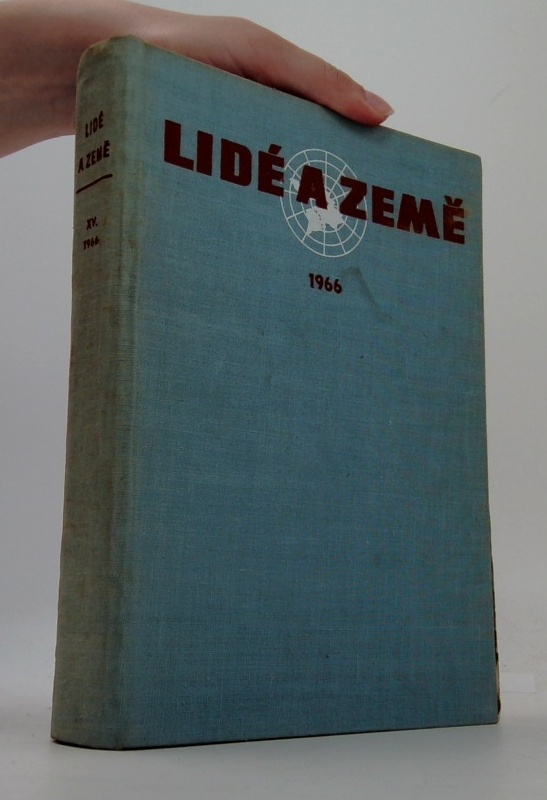 LIDÉ
A ZEMĚ
XV.
1966
LIDÉ A ZEMĚ
1966